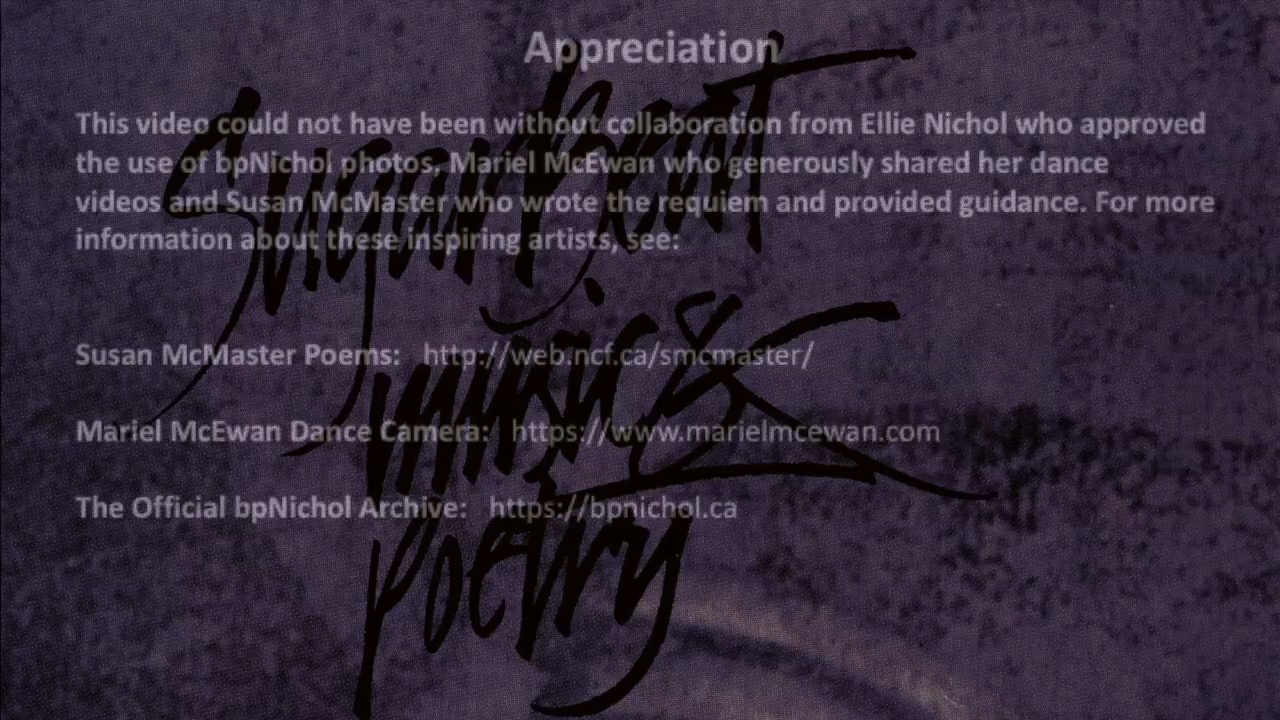 Appreciation
This video could not have been without collaboration from Ellie Nichol who approved
the use of bpNichol photos, Mariel McEwan who generously shared her dance
videos and Susan McMaster who wrote the requiem and provided guidance. For more
information about these inspiring artists, see:
Susan McMaster Poems: http://web.ncf.ca/smcmaster/
Mariel McEwan Dance Camera: https://www.marielmcewan.com
The Official bpNichol Archive: https://bpnichol.ca
SugarBeat
music &
poetry